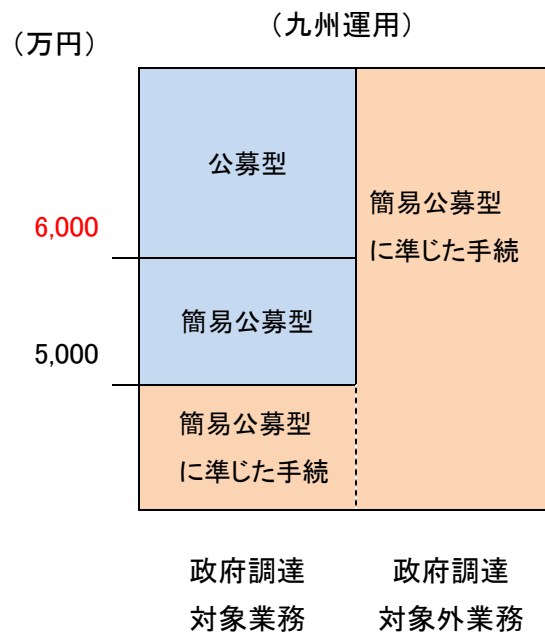 （九州運用）
（万円）
公募型
簡易公募型
に準じた手続
6,000
簡易公募型
5,000
簡易公募型
に準じた手続
政府調達
対象業務
政府調達
対象外業務